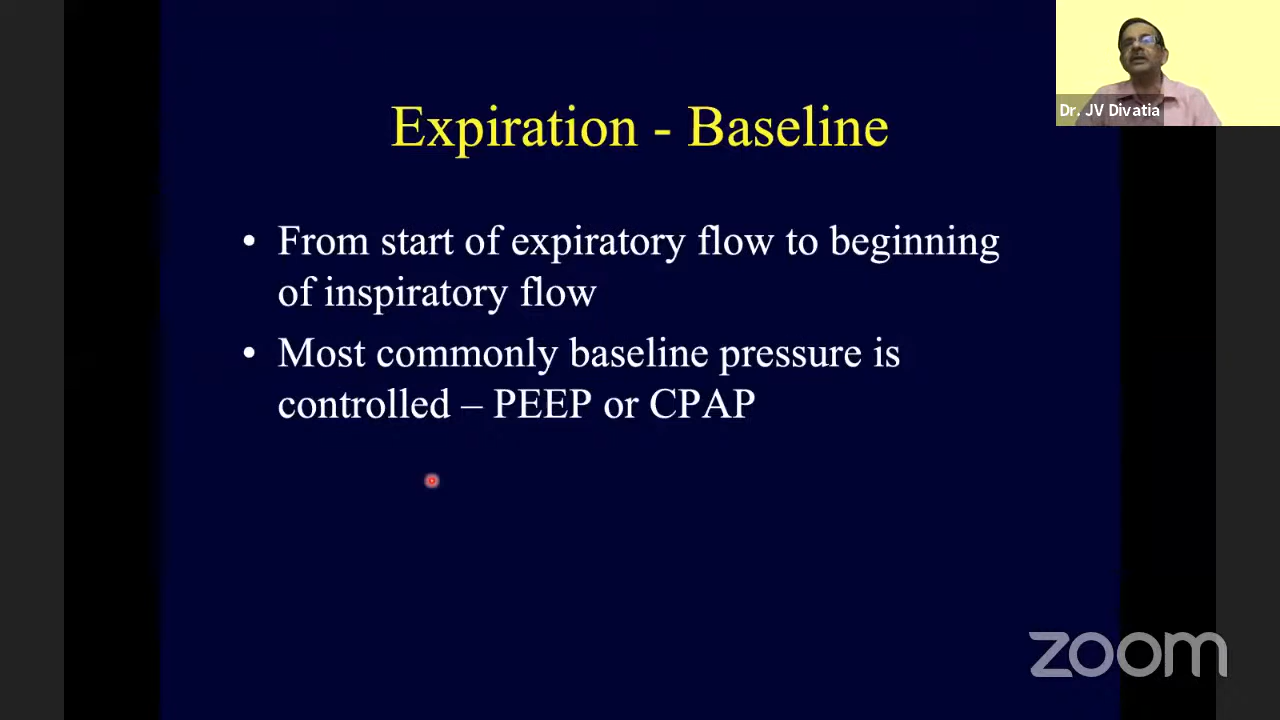 Dr. JV Divatia
Expiration - Baseline
• From start of expiratory flow to beginning
of inspiratory flow
• Most commonly baseline pressure is
controlled – PEEP or CPAP
zoom